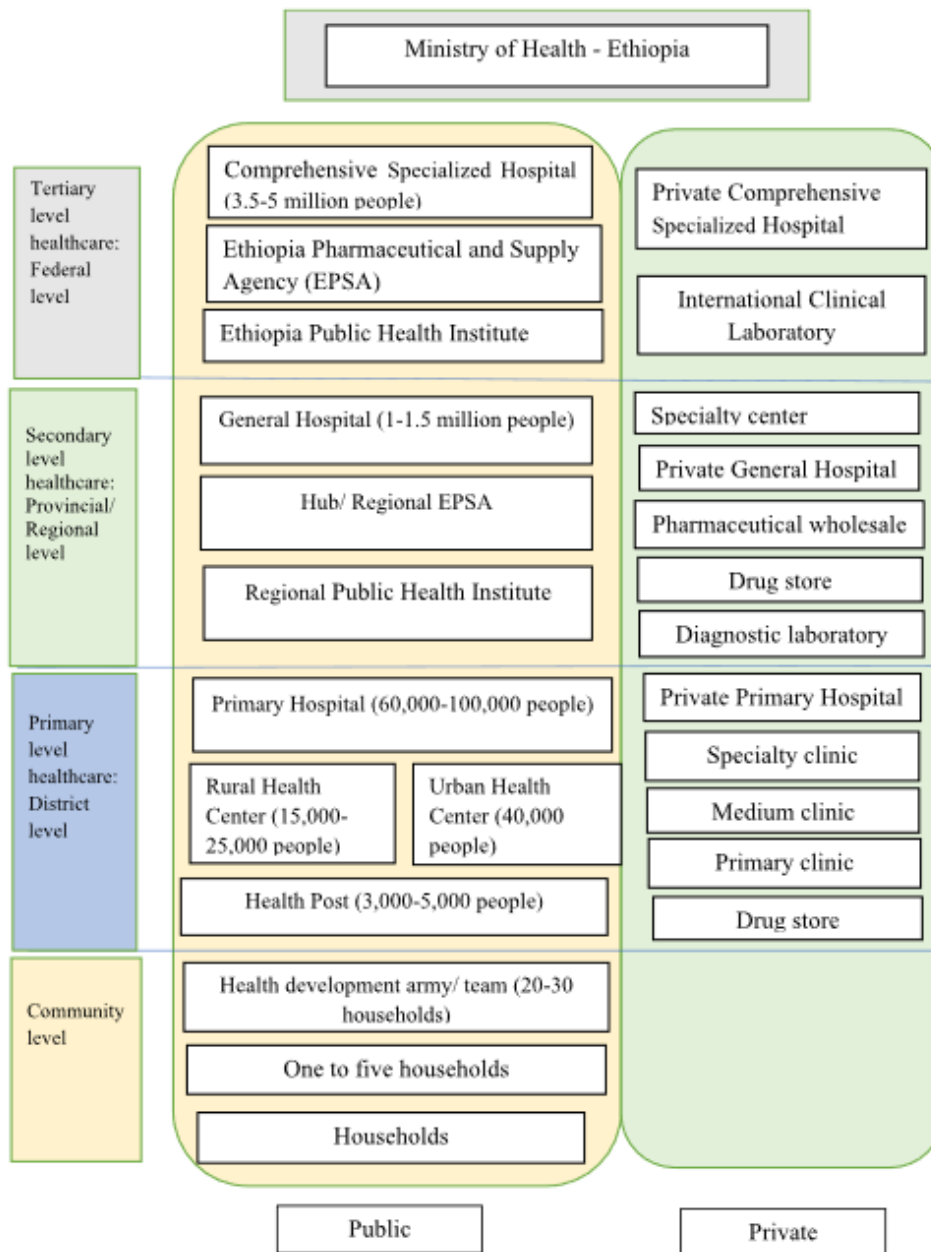 Ministry of Health - Ethiopia
Tertiary
level
healthcare:
Federal
level
Comprehensive Specialized Hospital
(3.5-5 million people)
Ethiopia Pharmaceutical and Supply
Agency (EPSA)
Ethiopia Public Health Institute
Private Comprehensive
Specialized Hospital
International Clinical
Laboratory
Secondary
level
healthcare:
Provincial/
Regional
level
General Hospital (1-1.5 million people)
Hub/ Regional EPSA
Regional Public Health Institute
Specialty center
Private General Hospital
Pharmaceutical wholesale
Drug store
Diagnostic laboratory
Primary
level
healthcare:
District
level
Primary Hospital (60,000-100,000 people)
Rural Health
Center (15,000-
25,000 people)
Urban Health
Center (40,000
people)
Health Post (3,000-5,000 people)
Private Primary Hospital
Specialty clinic
Medium clinic
Primary clinic
Drug store
Community
level
Health development army/ team (20-30
households)
One to five households
Households
Public
Private